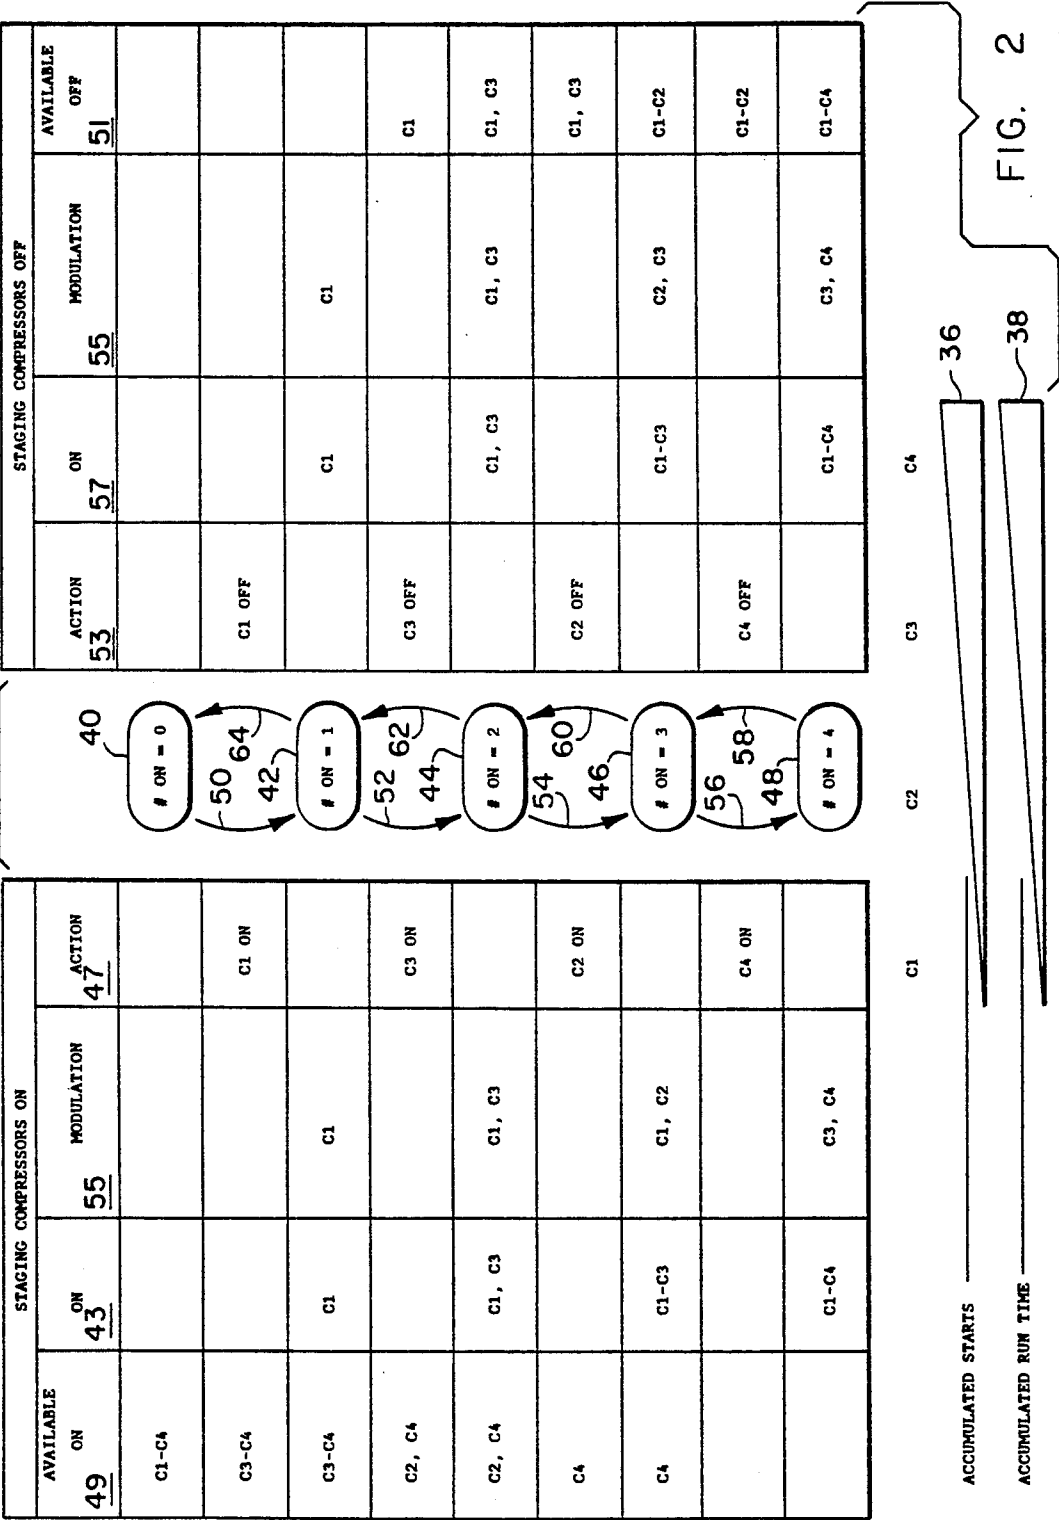 STAGING COMPRESSORS ON STAGING COMPRESSORS OFF
AVAILABLE ON ON MODULATION ACTION ACTION ON MODULATION AVAILABLE OFF
49 43 55 47 40 53 57 55 51
C1-C4 # ON = 0
C3-C4 C1 ON 50 64 C1 OFF
C3-C4 C1 C1 42 # ON = 1 C1 C1
C2, C4 C3 ON 52 62 C3 OFF C1
C2, C4 C1, C3 C1, C3 44 # ON = 2 C1, C3 C1, C3 C1, C3
C4 C2 ON 54 60 C2 OFF C1, C3
C4 C1-C3 C1, C2 46 # ON = 3 C1-C3 C2, C3 C1-C2
C4 ON 56 58 C4 OFF C1-C2
C1-C4 C3, C4 48 # ON = 4 C1-C4 C3, C4 C1-C4
C1 C2 C3 C4
ACCUMULATED STARTS 36
ACCUMULATED RUN TIME 38
FIG. 2